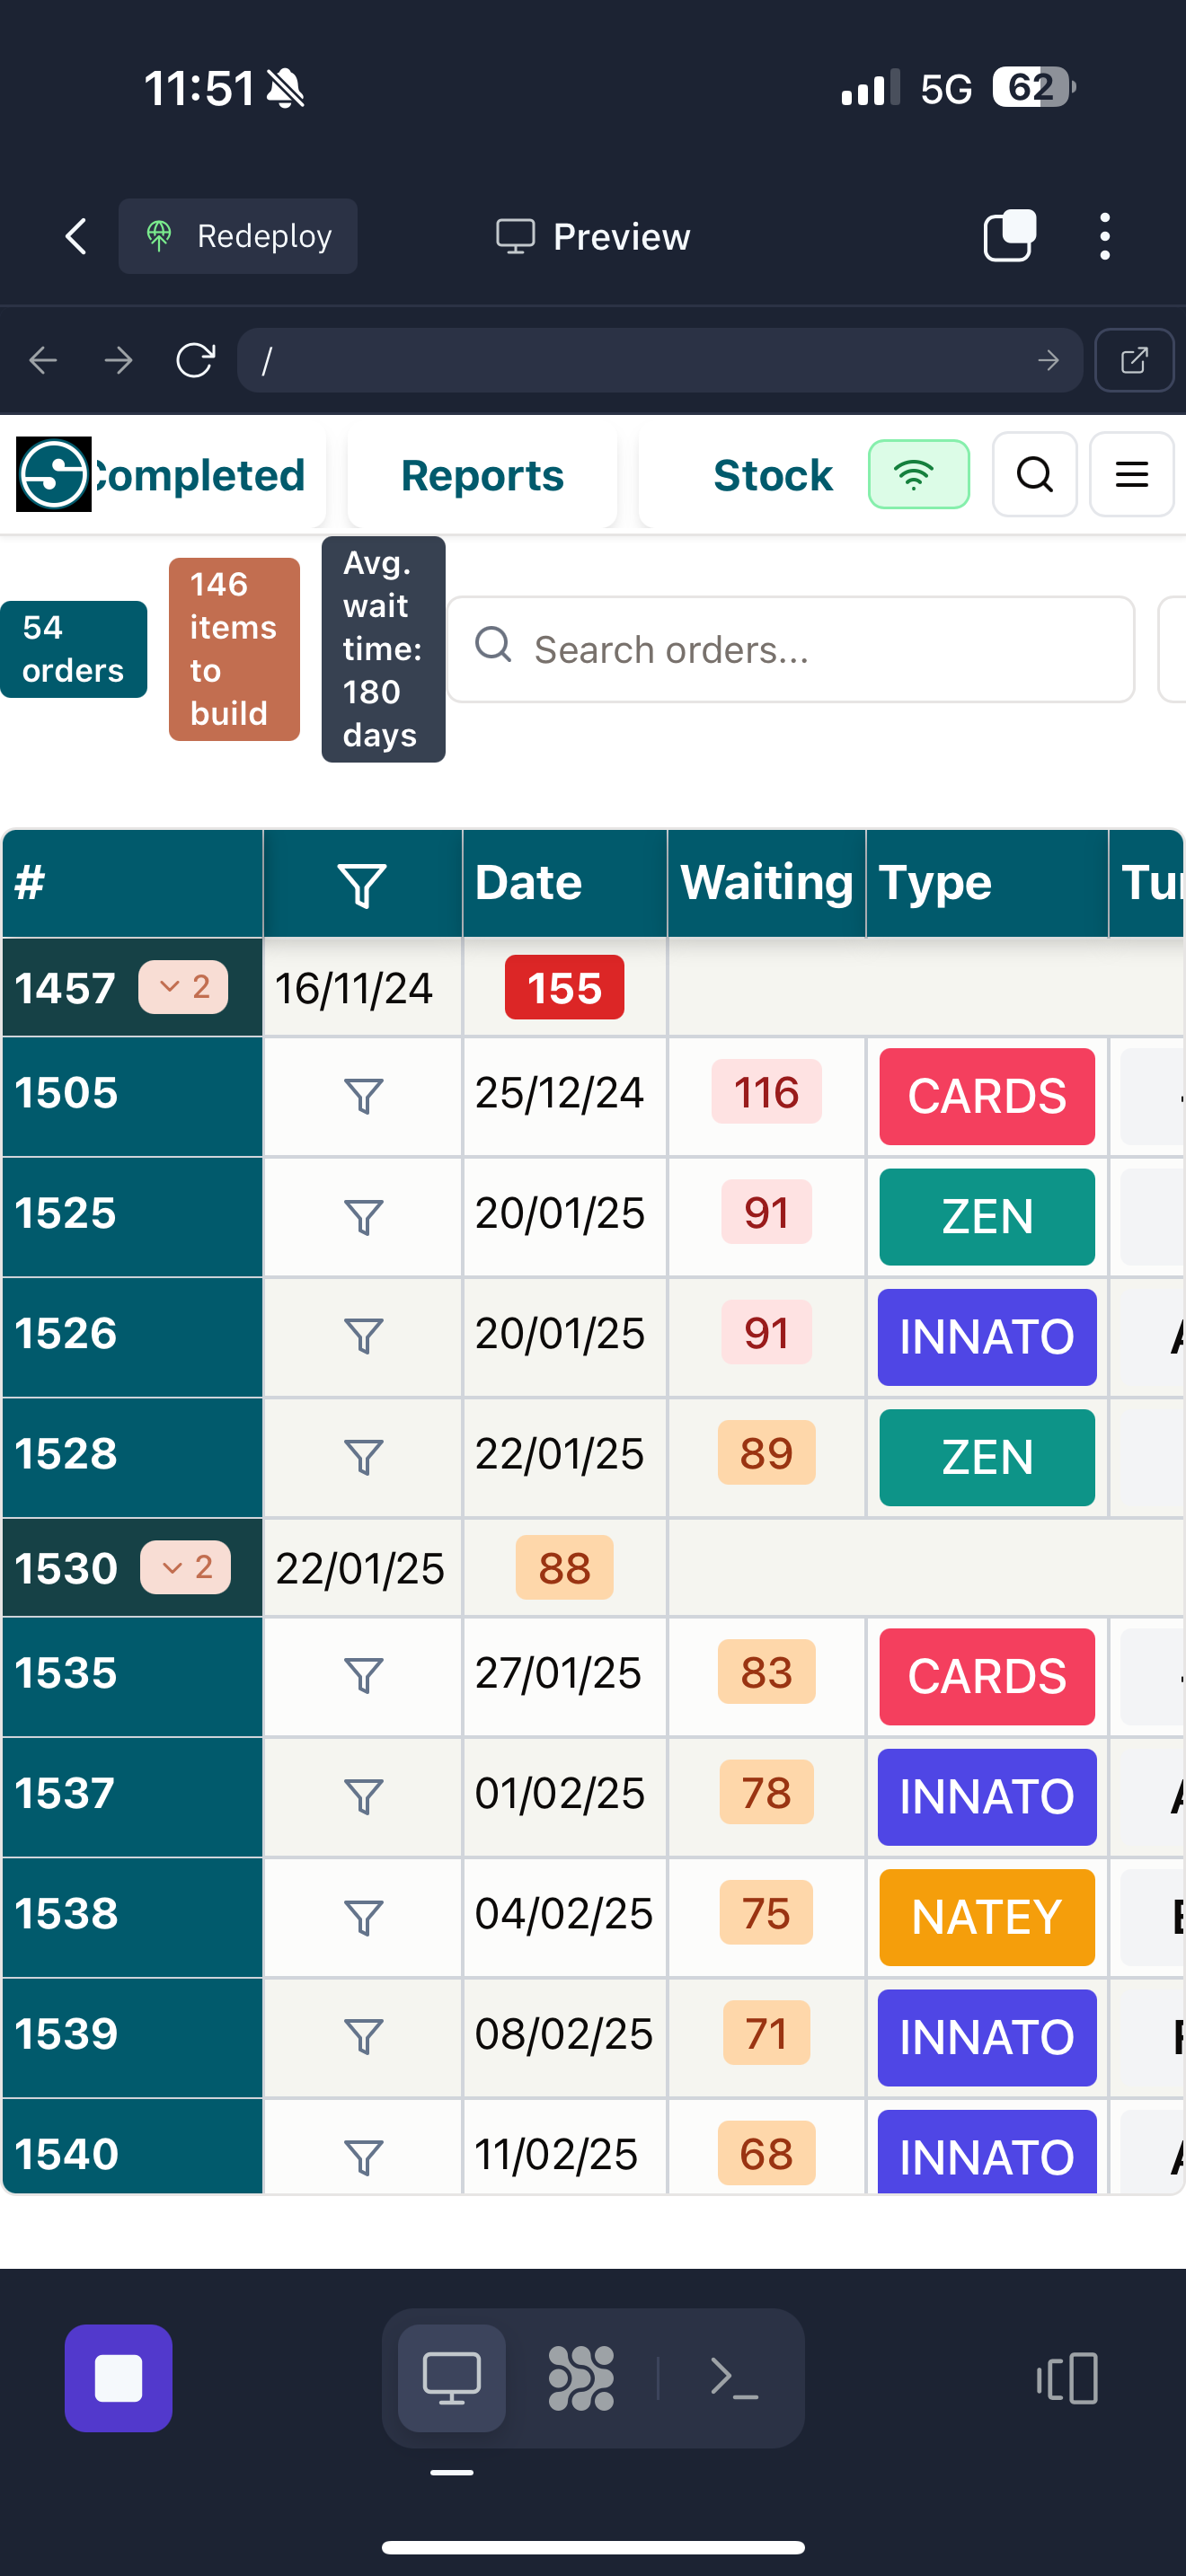 11:51 5G 62
Redeploy Preview
/
Completed Reports Stock
54
orders
146
items
to
build
Avg.
wait
time:
180
days
Search orders...
# Date Waiting Type
1457 2 16/11/24 155
1505 25/12/24 116 CARDS
1525 20/01/25 91 ZEN
1526 20/01/25 91 INNATO
1528 22/01/25 89 ZEN
1530 2 22/01/25 88
1535 27/01/25 83 CARDS
1537 01/02/25 78 INNATO
1538 04/02/25 75 NATEY
1539 08/02/25 71 INNATO
1540 11/02/25 68 INNATO